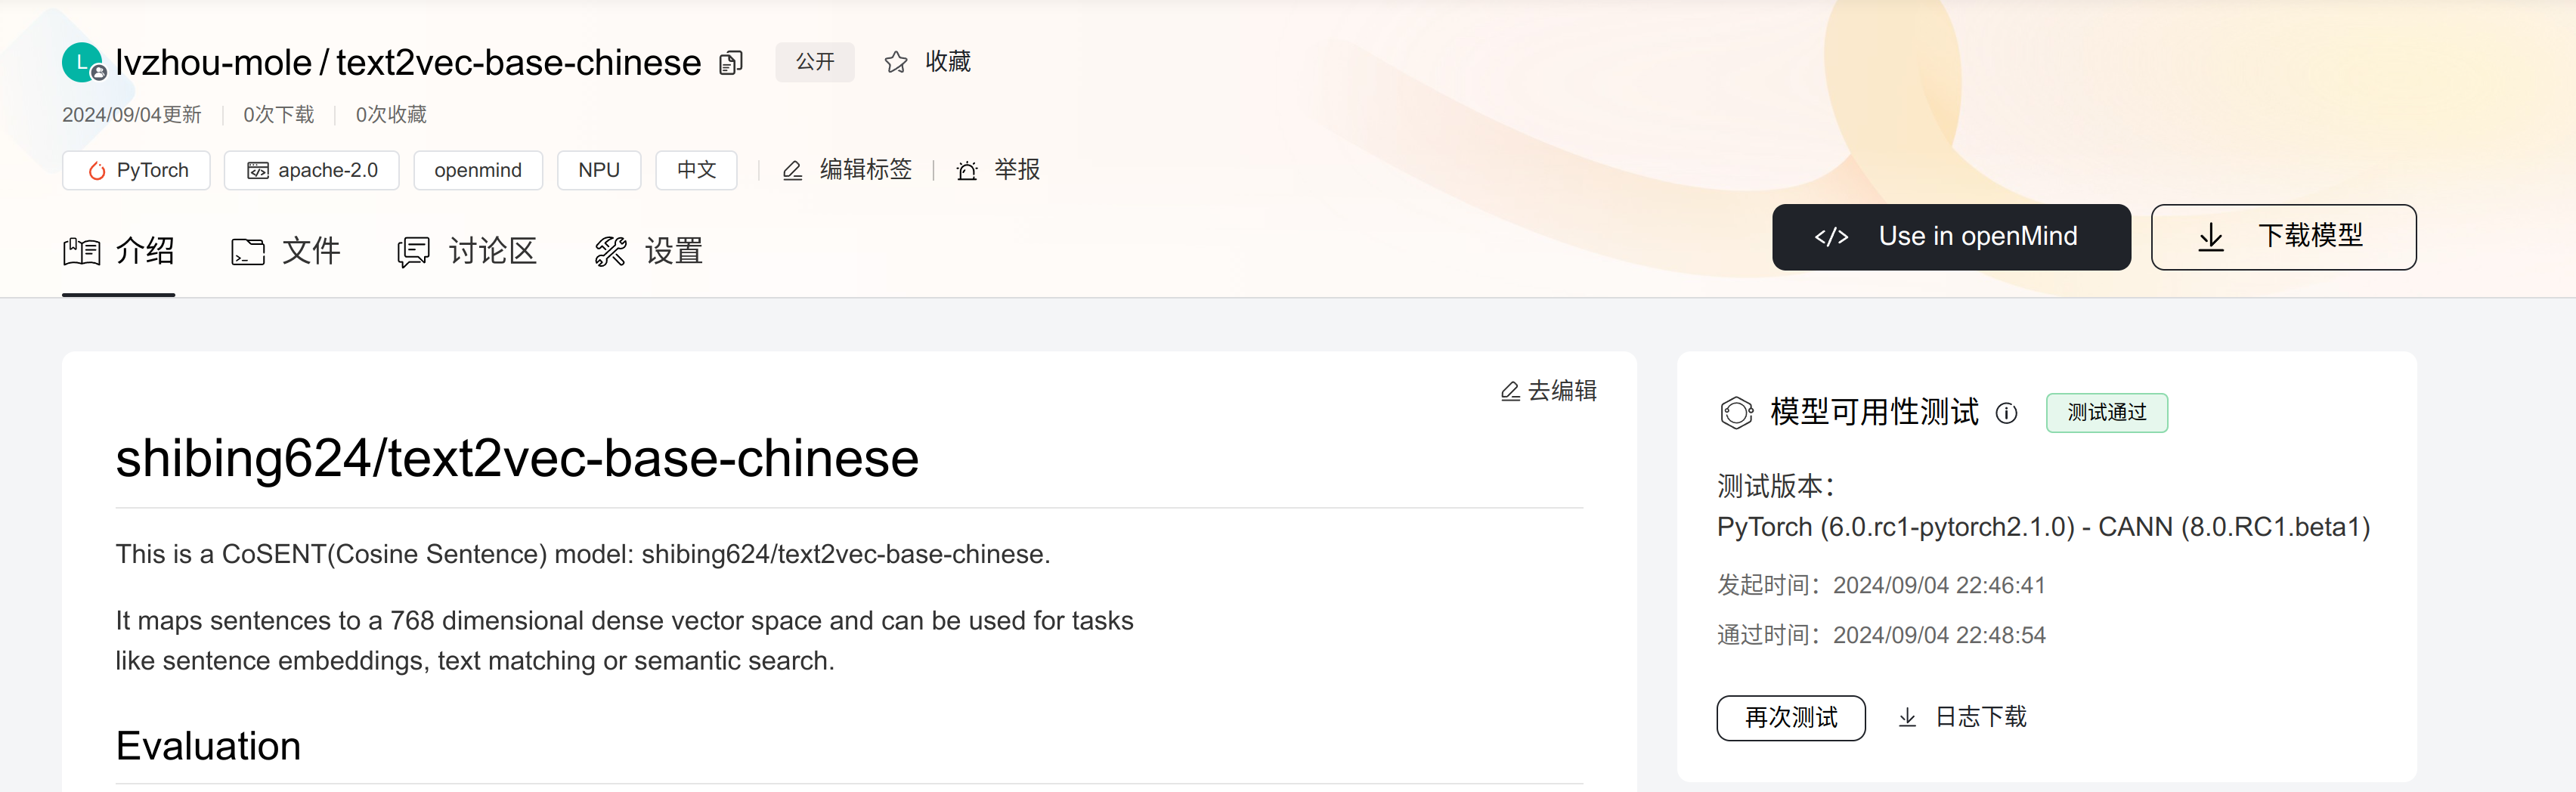 L lvzhou-mole / text2vec-base-chinese 公开 收藏
2024/09/04更新 0次下载 0次收藏
PyTorch apache-2.0 openmind NPU 中文 编辑标签 举报
介绍 文件 讨论区 设置
</> Use in openMind 下载模型
去编辑
shibing624/text2vec-base-chinese
This is a CoSENT(Cosine Sentence) model: shibing624/text2vec-base-chinese.
It maps sentences to a 768 dimensional dense vector space and can be used for tasks
like sentence embeddings, text matching or semantic search.
Evaluation
模型可用性测试 测试通过
测试版本：
PyTorch (6.0.rc1-pytorch2.1.0) - CANN (8.0.RC1.beta1)
发起时间：2024/09/04 22:46:41
通过时间：2024/09/04 22:48:54
再次测试 日志下载